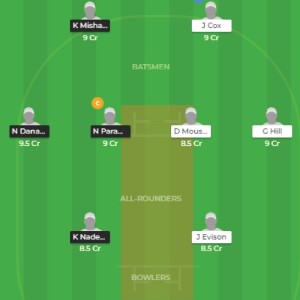 K Misha... J Cox
9 Cr 9 Cr
BATSMEN
C
N Dana... N Para... D Mous... G Hill
9.5 Cr 9 Cr 8.5 Cr 9 Cr
ALL-ROUNDERS
K Nade... J Evison
8.5 Cr 8.5 Cr
BOWLERS